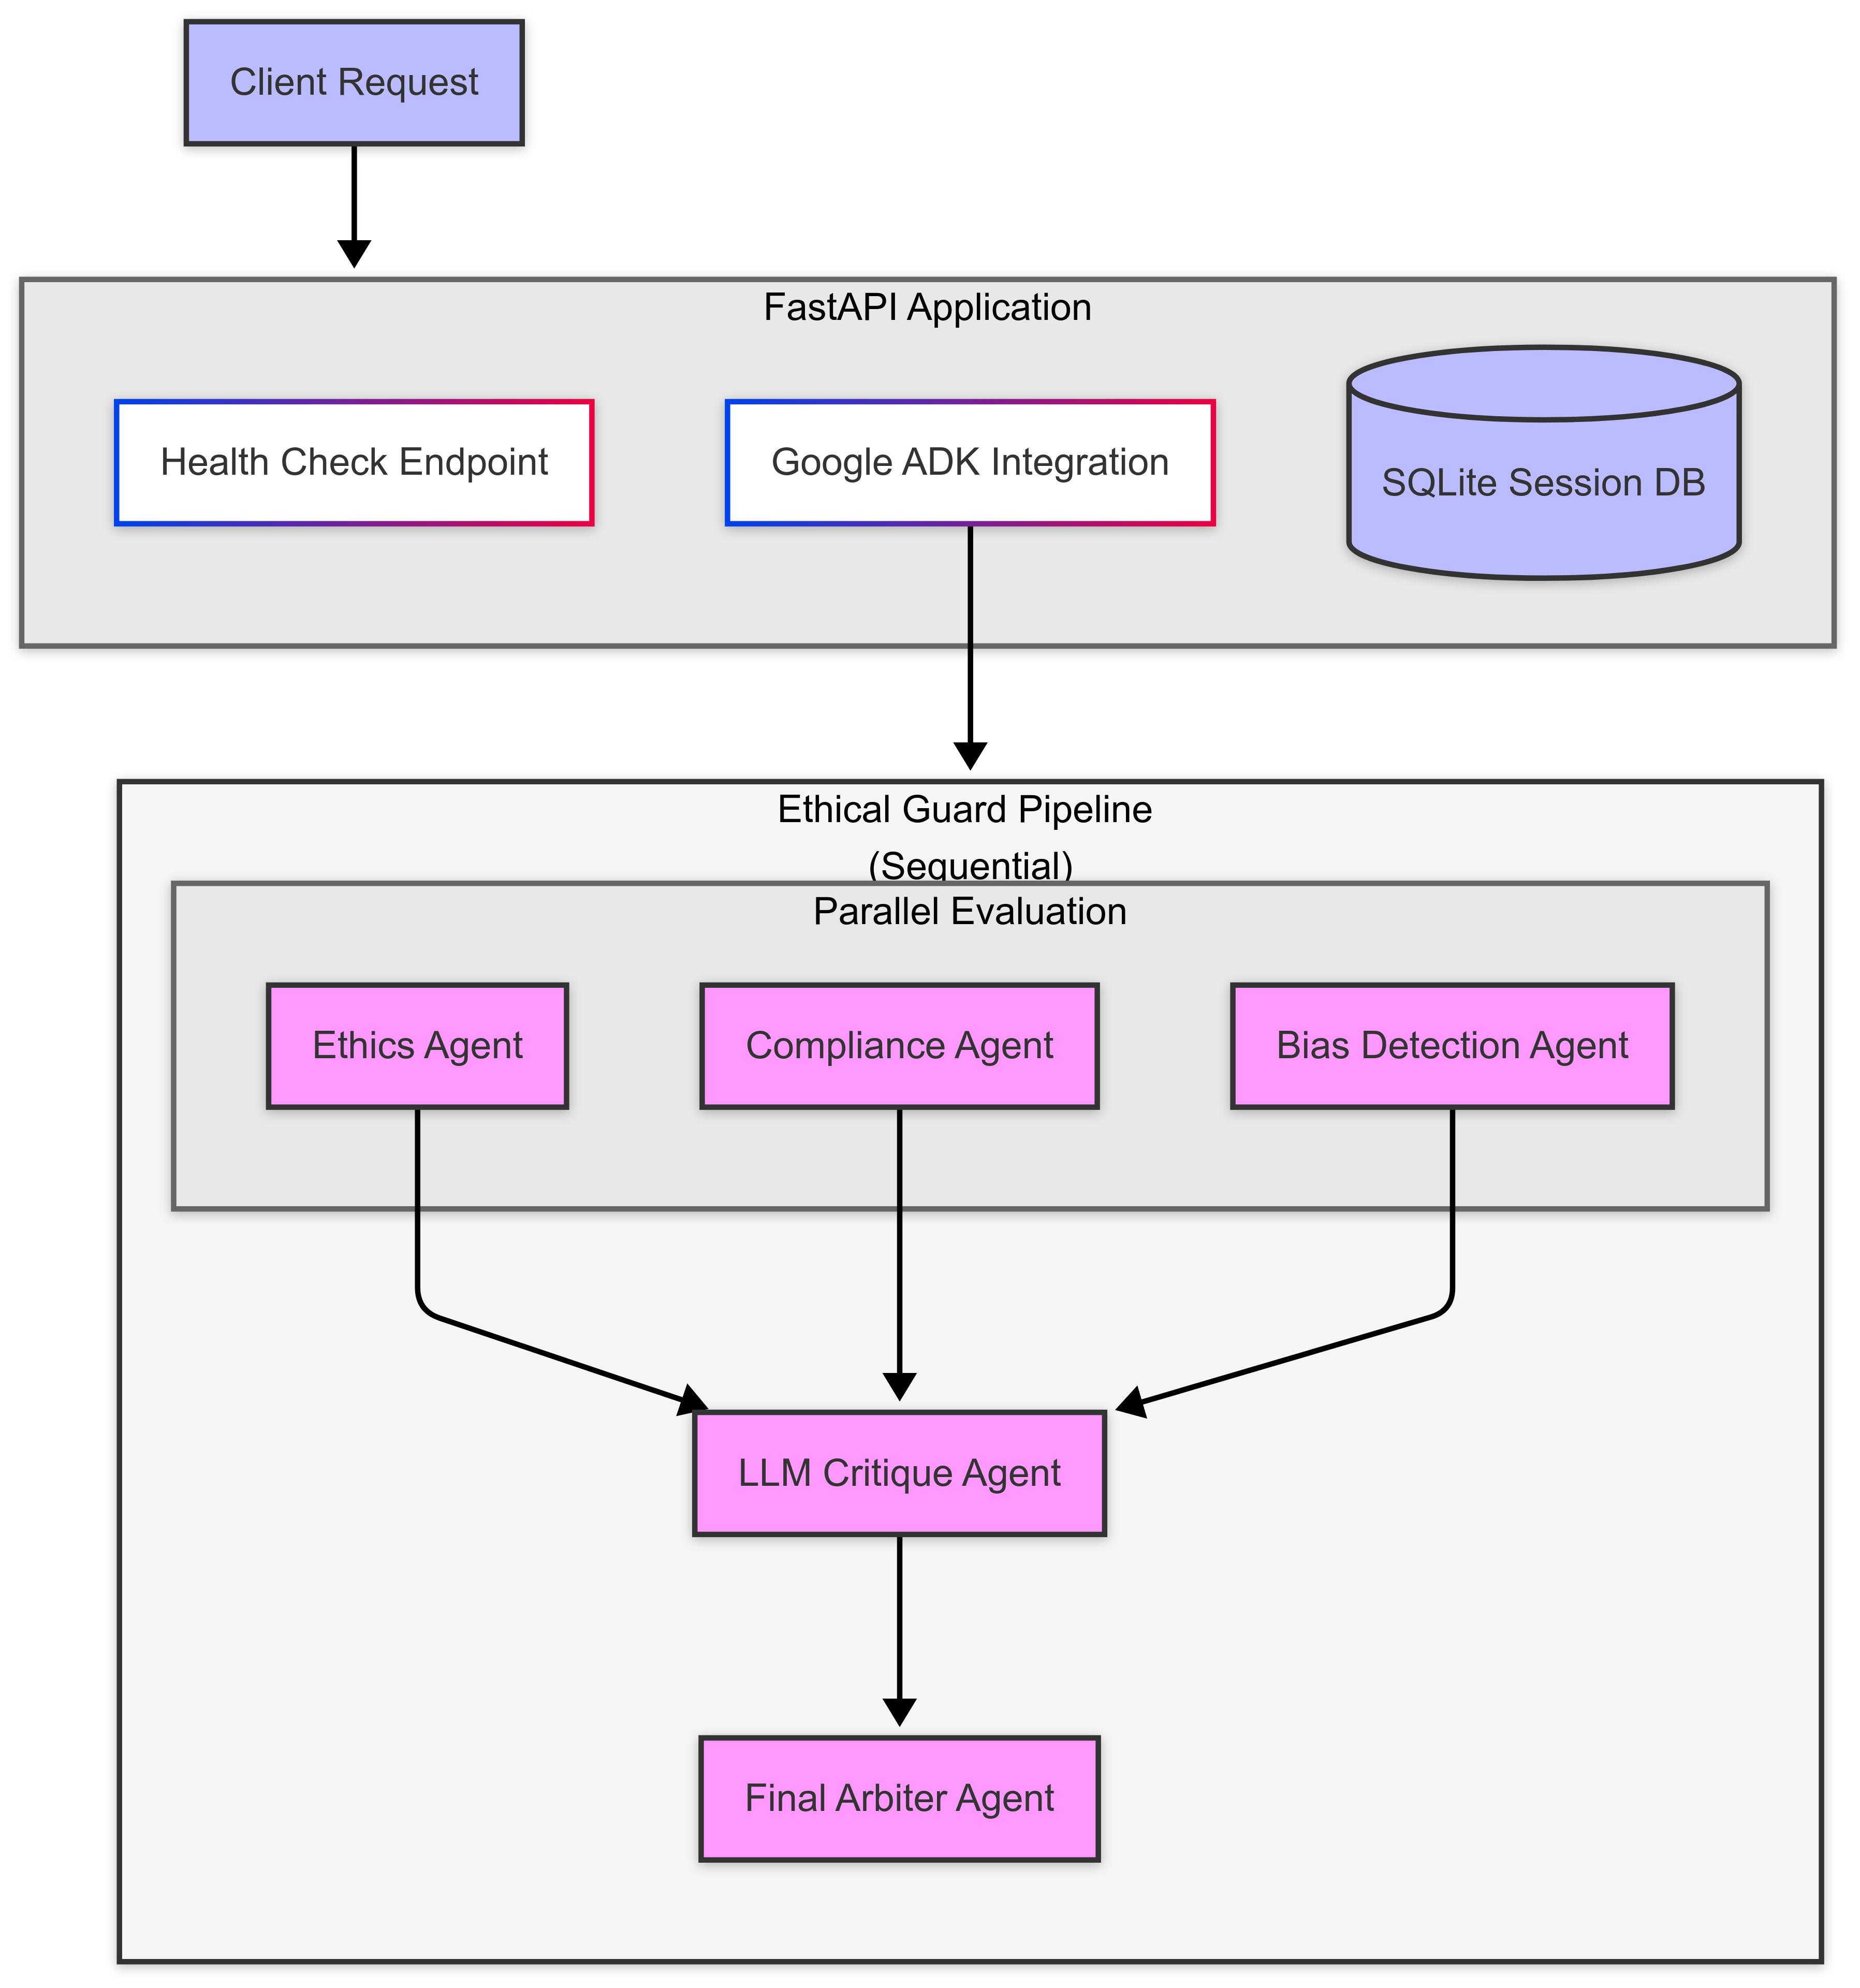 Client Request
FastAPI Application
Health Check Endpoint
Google ADK Integration
SQLite Session DB
Ethical Guard Pipeline
(Sequential)
Parallel Evaluation
Ethics Agent
Compliance Agent
Bias Detection Agent
LLM Critique Agent
Final Arbiter Agent